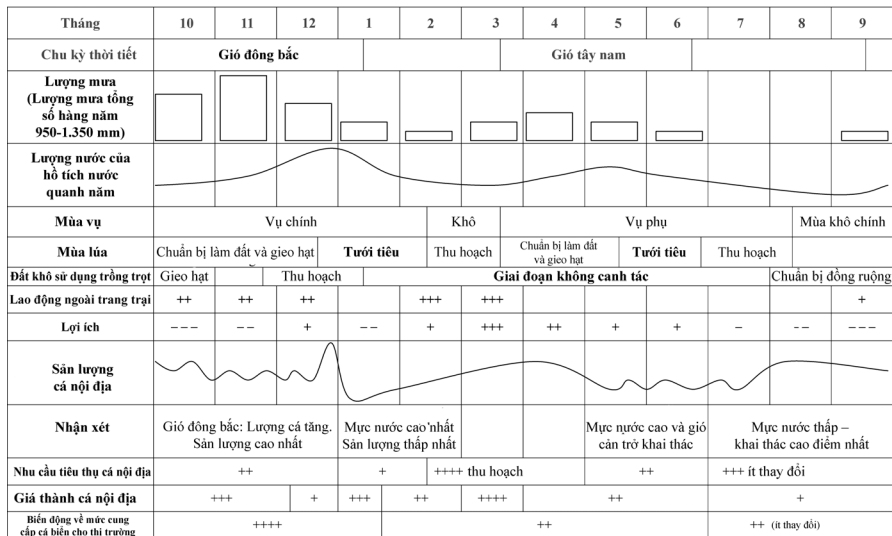 Tháng 10 11 12 1 2 3 4 5 6 7 8 9
Chu kỳ thời tiết Gió đông bắc Gió tây nam
Lượng mưa
(Lượng mưa tổng
số hàng năm
950-1.350 mm)
Lượng nước của
hồ tích nước
quanh năm
Mùa vụ Vụ chính Khô Vụ phụ Mùa khô chính
Mùa lúa Chuẩn bị làm đất và gieo hạt Tưới tiêu Thu hoạch Chuẩn bị làm đất
và gieo hạt Tưới tiêu Thu hoạch
Đất khô sử dụng trồng trọt Gieo hạt Thu hoạch Giai đoạn không canh tác Chuẩn bị đồng ruộng
Lao động ngoài trang trại ++ ++ ++ +++ +++ +
Lợi ích --- -- + -- + +++ ++ + + - -- ---
Sản lượng
cá nội địa
Nhận xét
Gió đông bắc: Lượng cá tăng.
Sản lượng cao nhất
Mực nước cao nhất
Sản lượng thấp nhất
Mực nước cao và gió
cản trở khai thác
Mực nước thấp –
khai thác cao điểm nhất
Nhu cầu tiêu thụ cá nội địa ++ + ++++ thu hoạch ++ +++ ít thay đổi
Giá thành cá nội địa +++ + +++ ++ ++++ ++ +
Biến động về mức cung
cấp cá biển cho thị trường ++++ ++ ++ (ít thay đổi)